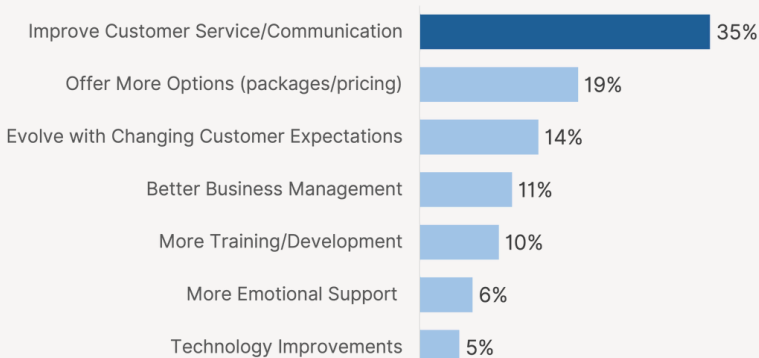 Improve Customer Service/Communication 35%
Offer More Options (packages/pricing) 19%
Evolve with Changing Customer Expectations 14%
Better Business Management 11%
More Training/Development 10%
More Emotional Support 6%
Technology Improvements 5%